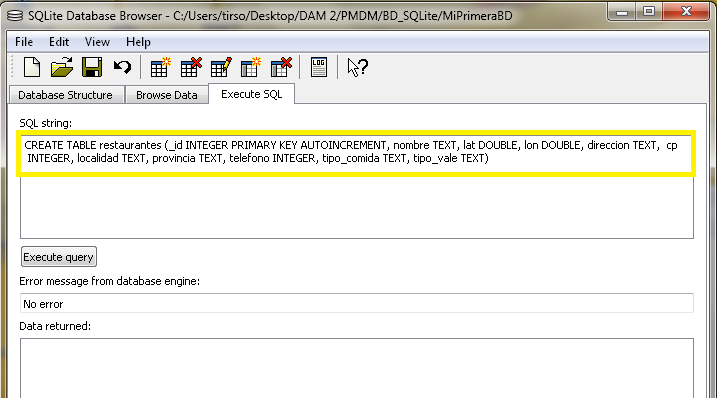 SQLite Database Browser - C:/Users/tirso/Desktop/DAM 2/PMDM/BD_SQLite/MiPrimeraBD
File Edit View Help
LOG
Database Structure Browse Data Execute SQL
SQL string:
CREATE TABLE restaurantes (_id INTEGER PRIMARY KEY AUTOINCREMENT, nombre TEXT, lat DOUBLE, lon DOUBLE, direccion TEXT, cp
INTEGER, localidad TEXT, provincia TEXT, telefono INTEGER, tipo_comida TEXT, tipo_vale TEXT)
Execute query
Error message from database engine:
No error
Data returned: